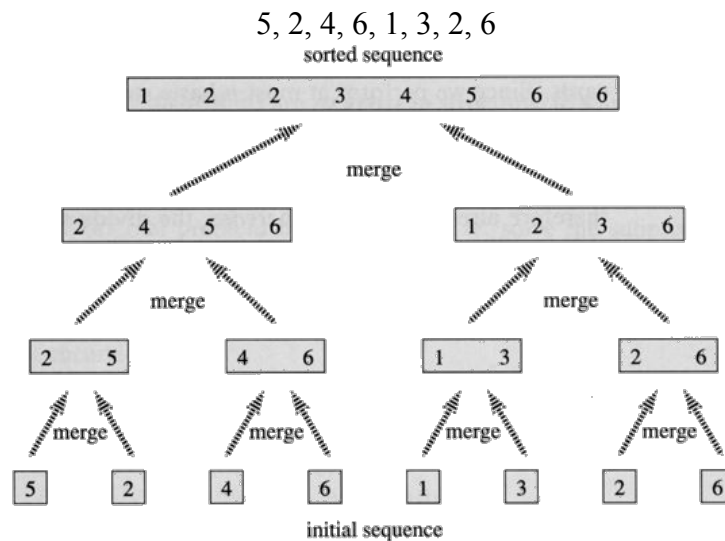 5, 2, 4, 6, 1, 3, 2, 6
sorted sequence
1 2 2 3 4 5 6 6
merge
2 4 5 6 1 2 3 6
merge merge
2 5 4 6 1 3 2 6
merge merge merge merge
5 2 4 6 1 3 2 6
initial sequence